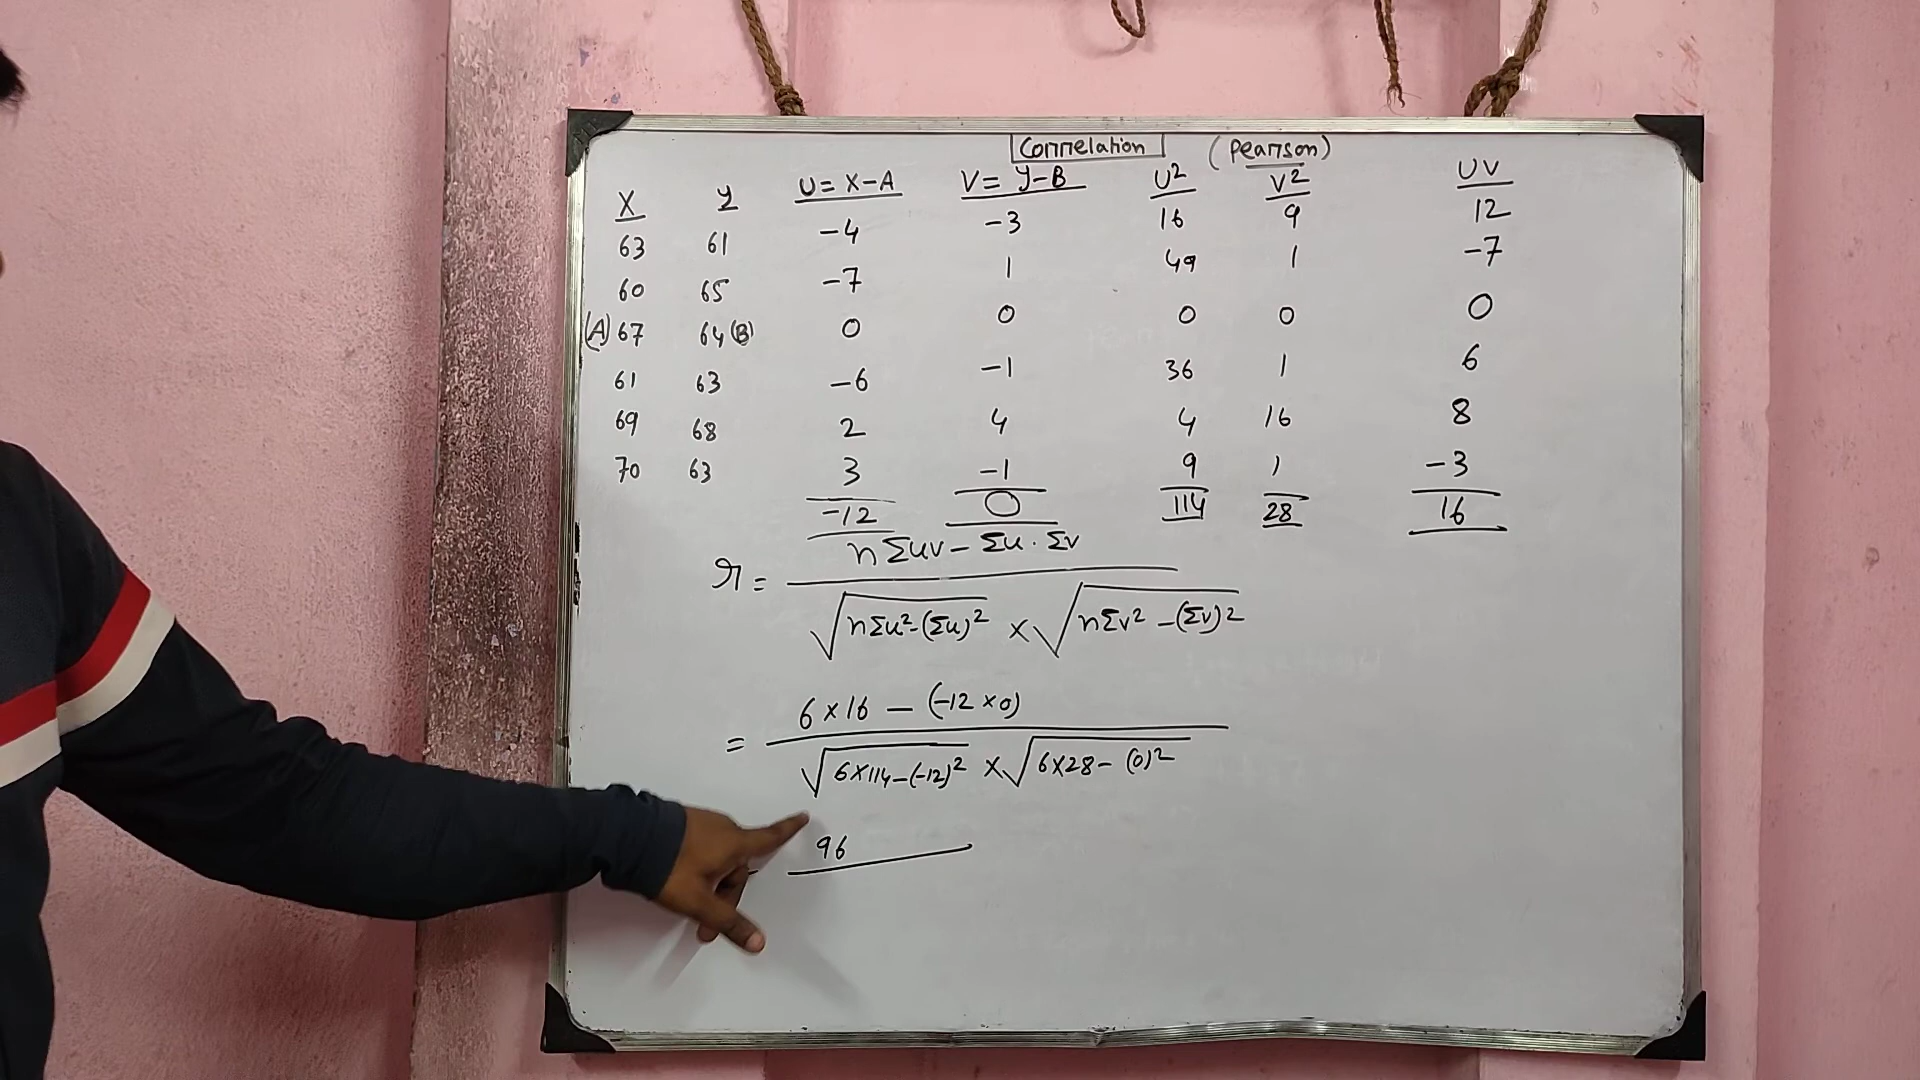 Correlation (Pearson)
X y U = X-A V = y-B U² V² UV
63 61 -4 -3 16 9 12
60 65 -7 1 49 1 -7
(A) 67 64 (B) 0 0 0 0 0
61 63 -6 -1 36 1 6
69 68 2 4 4 16 8
70 63 3 -1 9 1 -3
-12 0 114 28 16
r = nΣuv - Σu . Σv
√nΣu² - (Σu)² × √nΣv² - (Σv)²
= 6×16 - (-12×0)
√6×114-(-12)² × √6×28-(0)²
96